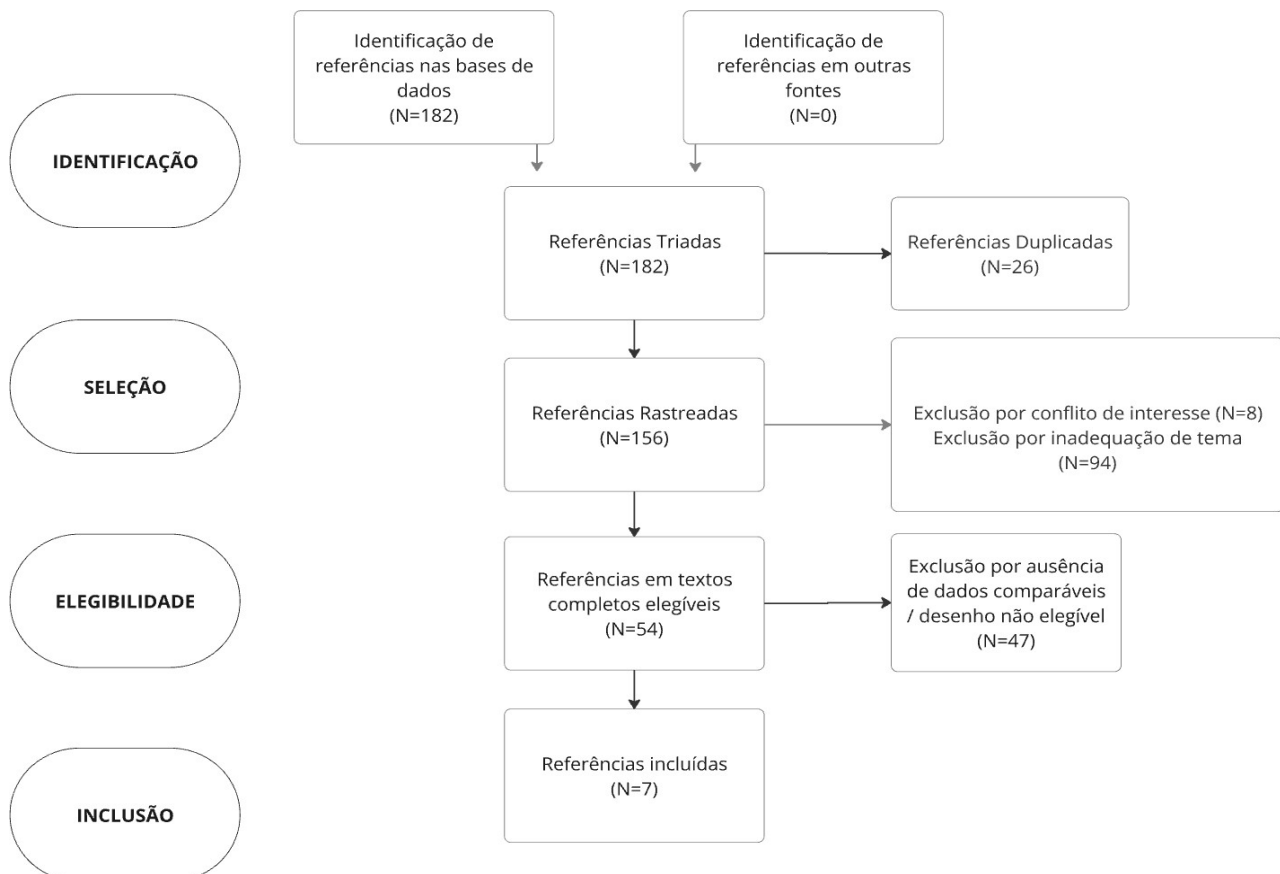 Identificação de
referências nas bases de
dados
(N=182)
Identificação de
referências em outras
fontes
(N=0)
IDENTIFICAÇÃO
Referências Triadas
(N=182)
Referências Duplicadas
(N=26)
SELEÇÃO
Referências Rastreadas
(N=156)
Exclusão por conflito de interesse (N=8)
Exclusão por inadequação de tema
(N=94)
ELEGIBILIDADE
Referências em textos
completos elegíveis
(N=54)
Exclusão por ausência
de dados comparáveis
/ desenho não elegível
(N=47)
INCLUSÃO
Referências incluídas
(N=7)